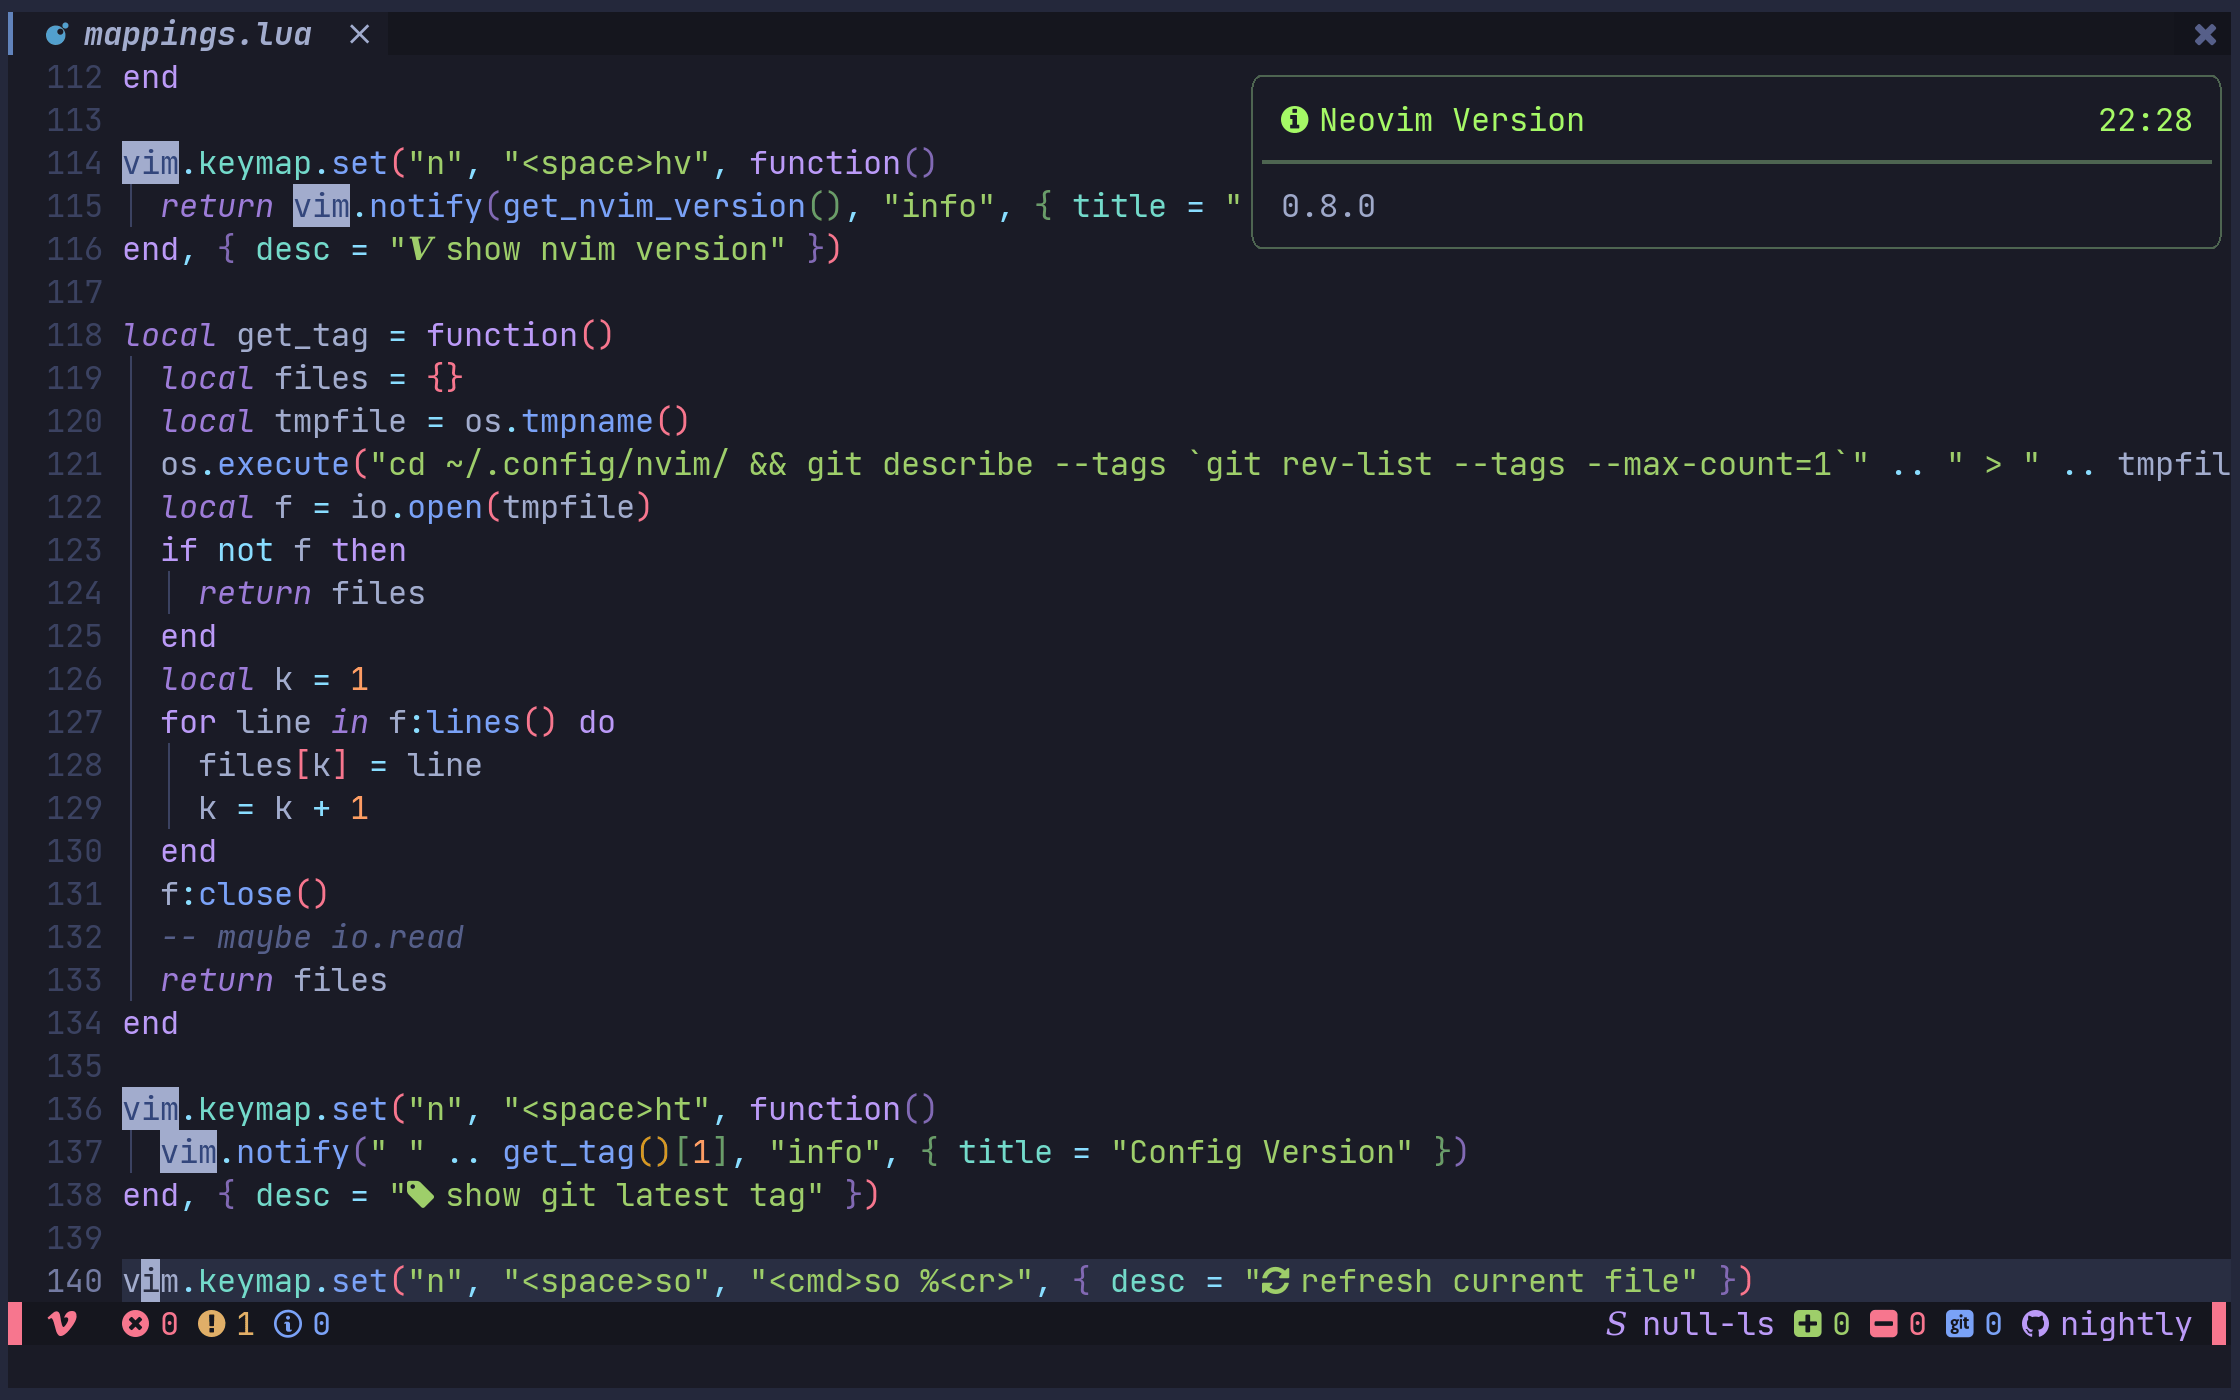 mappings.lua
112 end
113
114 vim.keymap.set("n", "<space>hv", function()
115   return vim.notify(get_nvim_version(), "info", { title = "
116 end, { desc = "V show nvim version" })
117
118 local get_tag = function()
119   local files = {}
120   local tmpfile = os.tmpname()
121   os.execute("cd ~/.config/nvim/ && git describe --tags `git rev-list --tags --max-count=1`" .. " > " .. tmpfil
122   local f = io.open(tmpfile)
123   if not f then
124     return files
125   end
126   local k = 1
127   for line in f:lines() do
128     files[k] = line
129     k = k + 1
130   end
131   f:close()
132   -- maybe io.read
133   return files
134 end
135
136 vim.keymap.set("n", "<space>ht", function()
137   vim.notify(" " .. get_tag()[1], "info", { title = "Config Version" })
138 end, { desc = "show git latest tag" })
139
140 vim.keymap.set("n", "<space>so", "<cmd>so %<cr>", { desc = "refresh current file" })
Neovim Version 22:28
0.8.0
0 1 0 S null-ls 0 0 git 0 nightly